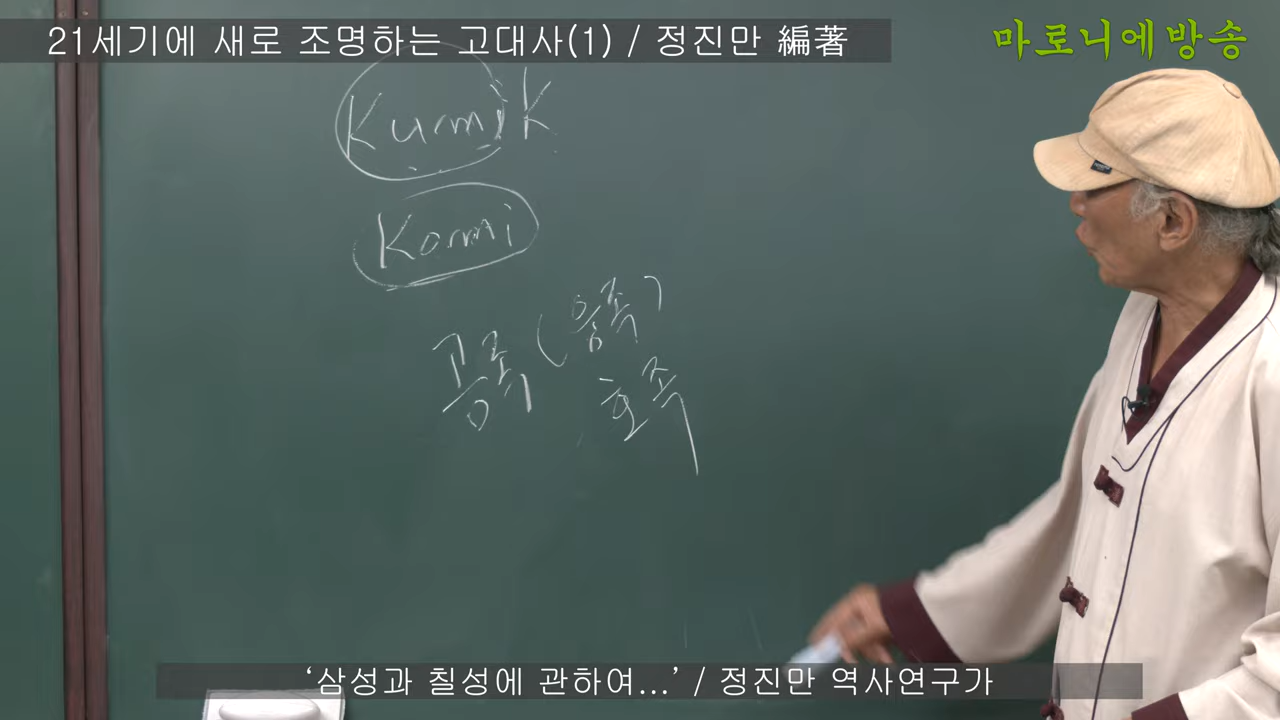 21세기에 새로 조명하는 고대사(1) / 정진만 編著
마로니에방송
Kumik
Komi
곰족 (웅족)
호족
‘삼성과 칠성에 관하여...’ / 정진만 역사연구가